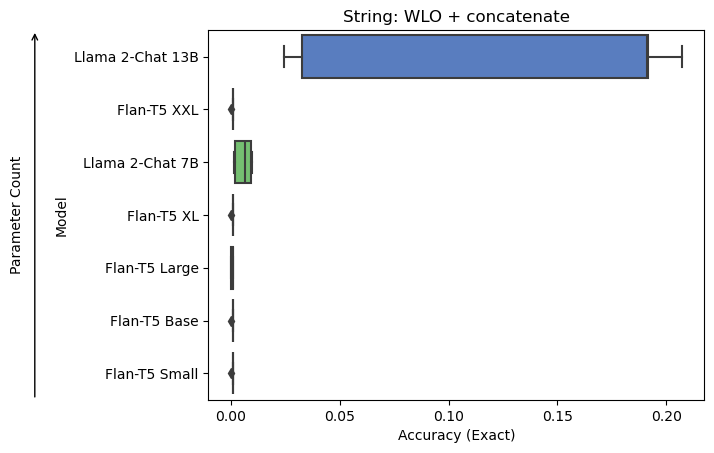 String: WLO + concatenate
Parameter Count
Model
Llama 2-Chat 13B
Flan-T5 XXL
Llama 2-Chat 7B
Flan-T5 XL
Flan-T5 Large
Flan-T5 Base
Flan-T5 Small
0.00 0.05 0.10 0.15 0.20
Accuracy (Exact)